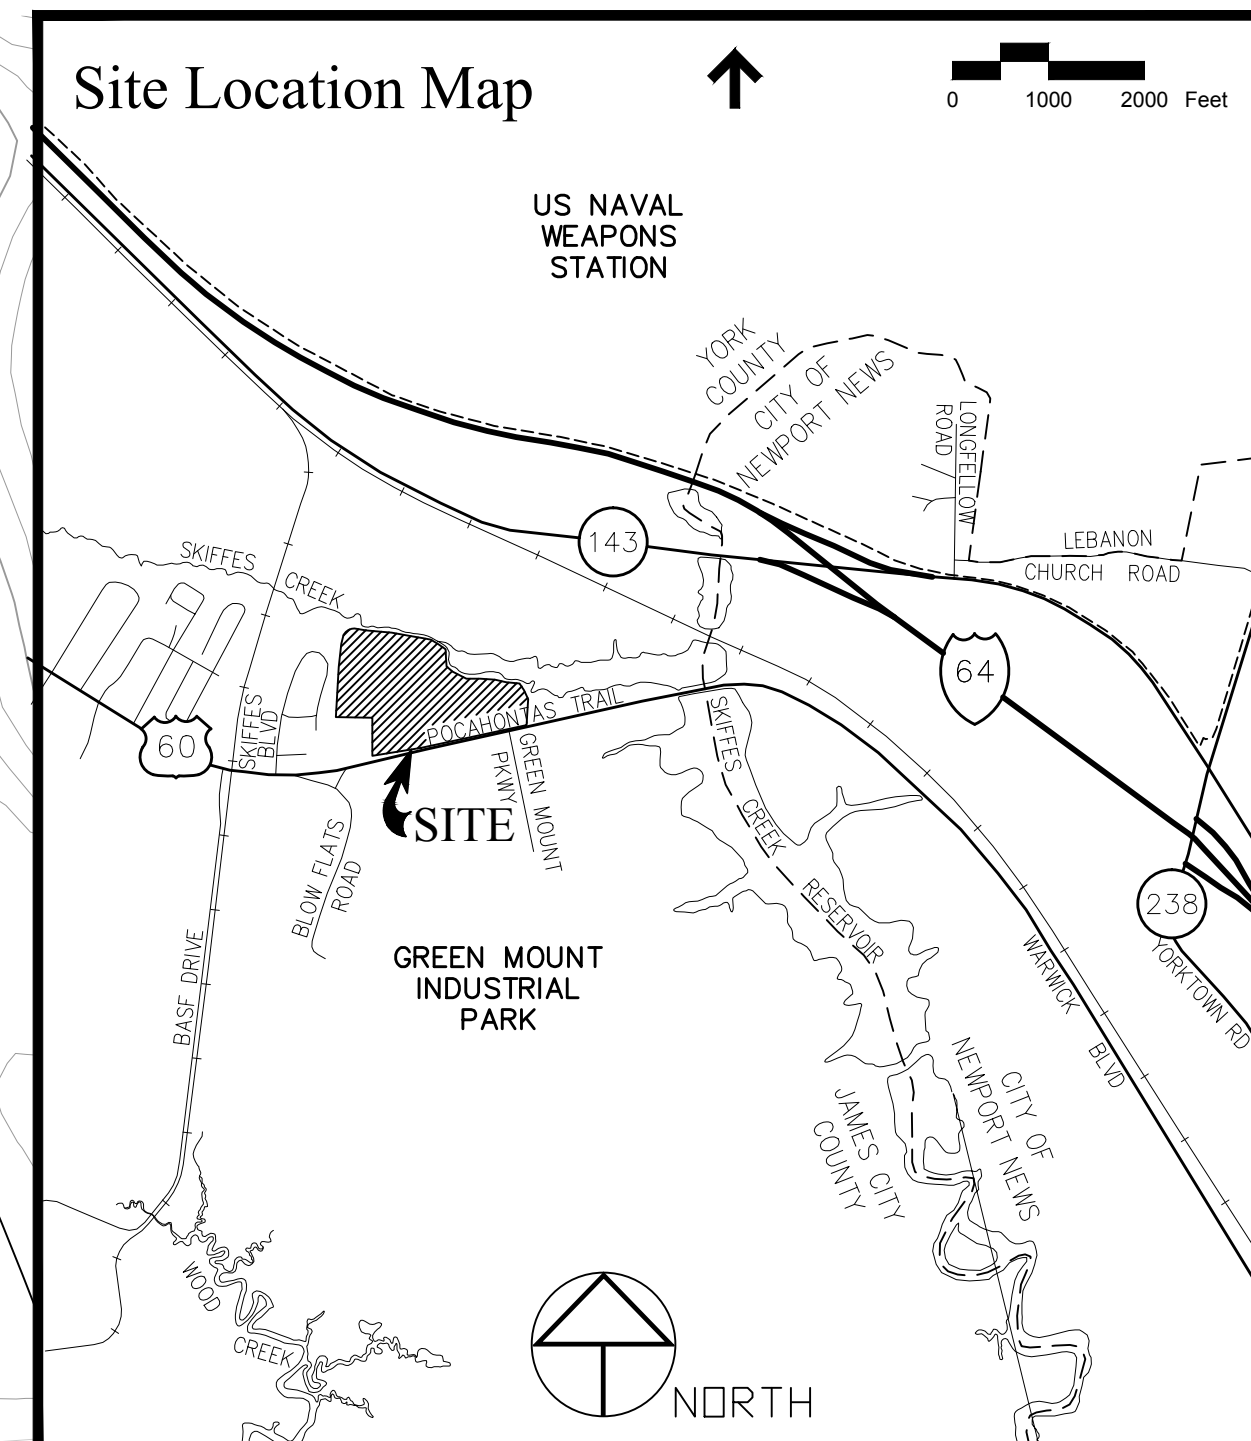 Site Location Map
0 1000 2000 Feet
US NAVAL
WEAPONS
STATION
YORK
COUNTY
CITY OF
NEWPORT NEWS
LONGFELLOW
ROAD
143
LEBANON
CHURCH ROAD
SKIFFES
CREEK
64
SKIFFES
BLVD
60
POCAHONTAS TRAIL
GREEN MOUNT
PKWY
SITE
SKIFFES
CREEK
RESERVOIR
BLOW FLATS
ROAD
238
YORKTOWN RD
WARWICK
BLVD
BASF DRIVE
GREEN MOUNT
INDUSTRIAL
PARK
JAMES CITY
COUNTY
CITY OF
NEWPORT NEWS
WOOD
CREEK
NORTH